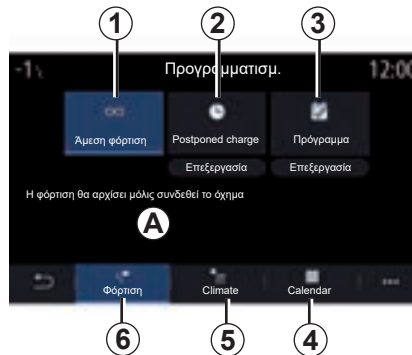 1 2 3
-1 Προγραμματισμ. 12:00
Άμεση φόρτιση Postponed charge Πρόγραμμα
Επεξεργασία Επεξεργασία
Η φόρτιση θα αρχίσει μόλις συνδεθεί το όχημα
A
Φόρτιση Climate Calendar
6 5 4